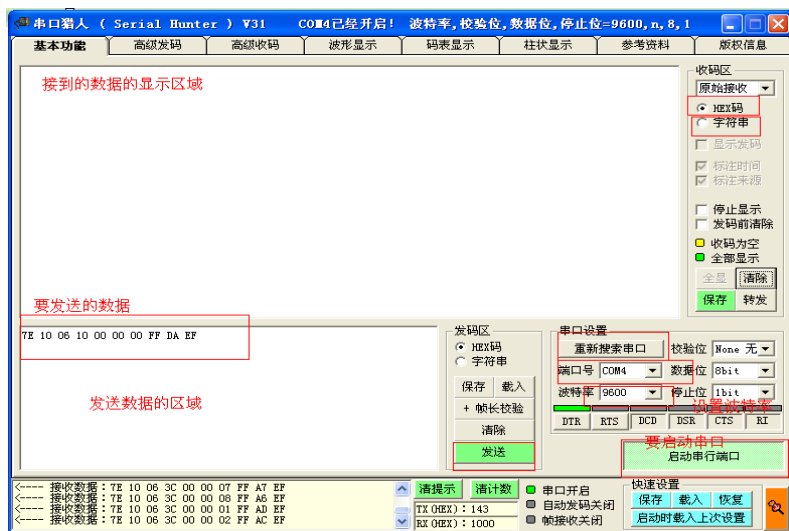 串口猎人 ( Serial Hunter ) V31 COM4已经开启! 波特率,校验位,数据位,停止位=9600,n,8,1
基本功能 高级发码 高级收码 波形显示 码表显示 柱状显示 参考资料 版权信息
接到的数据的显示区域
收码区
原始接收
HEX码
字符串
显示发码
标注时间
标注来源
停止显示
发码前清除
收码为空
全部显示
全显 清除
保存 转发
要发送的数据
7E 10 06 10 00 00 00 FF DA EF
发送数据的区域
发码区
HEX码
字符串
保存 载入
+ 帧长校验
清除
发送
串口设置
重新搜索串口 校验位 None 无
端口号 COM4 数据位 8bit
波特率 9600 停止位 1bit
设置波特率
DTR RTS DCD DSR CTS RI
要启动串口
启动串行端口
<---- 接收数据:7E 10 06 3C 00 00 07 FF A7 EF
<---- 接收数据:7E 10 06 3C 00 00 08 FF A6 EF
<---- 接收数据:7E 10 06 3C 00 00 01 FF AD EF
<---- 接收数据:7E 10 06 3C 00 00 02 FF AC EF
清提示 清计数
TX(HEX):143
RX(HEX):1000
串口开启
自动发码关闭
帧接收关闭
快速设置
保存 载入 恢复
启动时载入上次设置